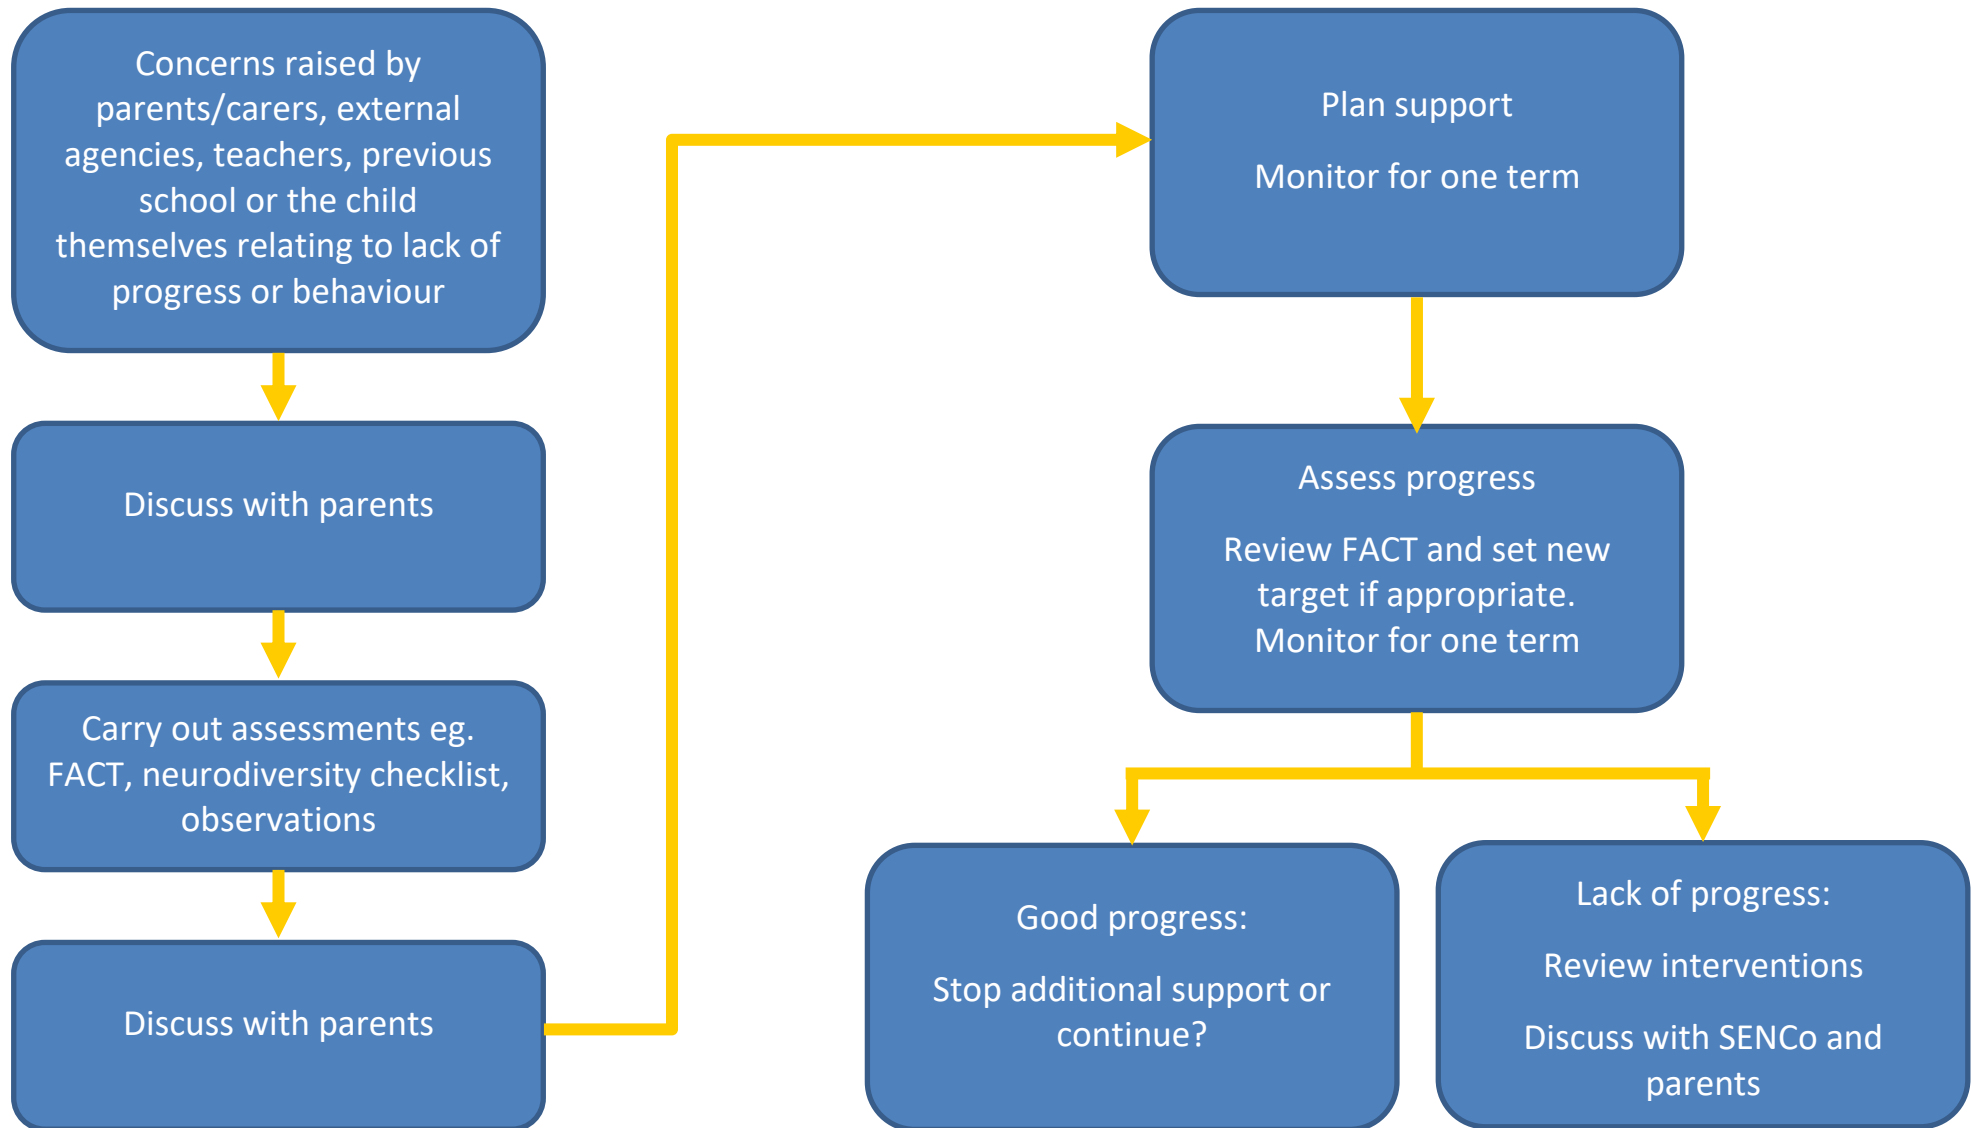 Concerns raised by
parents/carers, external
agencies, teachers, previous
school or the child
themselves relating to lack of
progress or behaviour
Discuss with parents
Carry out assessments eg.
FACT, neurodiversity checklist,
observations
Discuss with parents
Plan support
Monitor for one term
Assess progress
Review FACT and set new
target if appropriate.
Monitor for one term
Good progress:
Stop additional support or
continue?
Lack of progress:
Review interventions
Discuss with SENCo and
parents